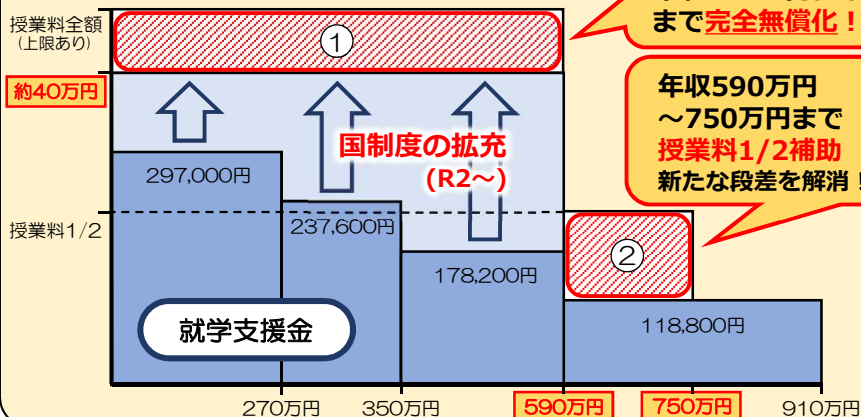 授業料全額
(上限あり)
①
まで完全無償化！
約40万円
年収590万円
～750万円まで
授業料1/2補助
新たな段差を解消！
国制度の拡充
(R2～)
297,000円
授業料1/2
237,600円
178,200円
②
就学支援金
118,800円
270万円
350万円
590万円
750万円
910万円